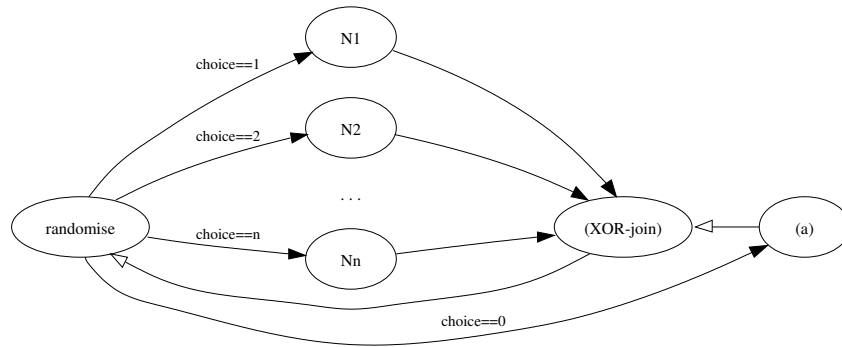 N1
choice==1
N2
choice==2
. . .
randomise
(XOR-join)
(a)
choice==n
Nn
choice==0